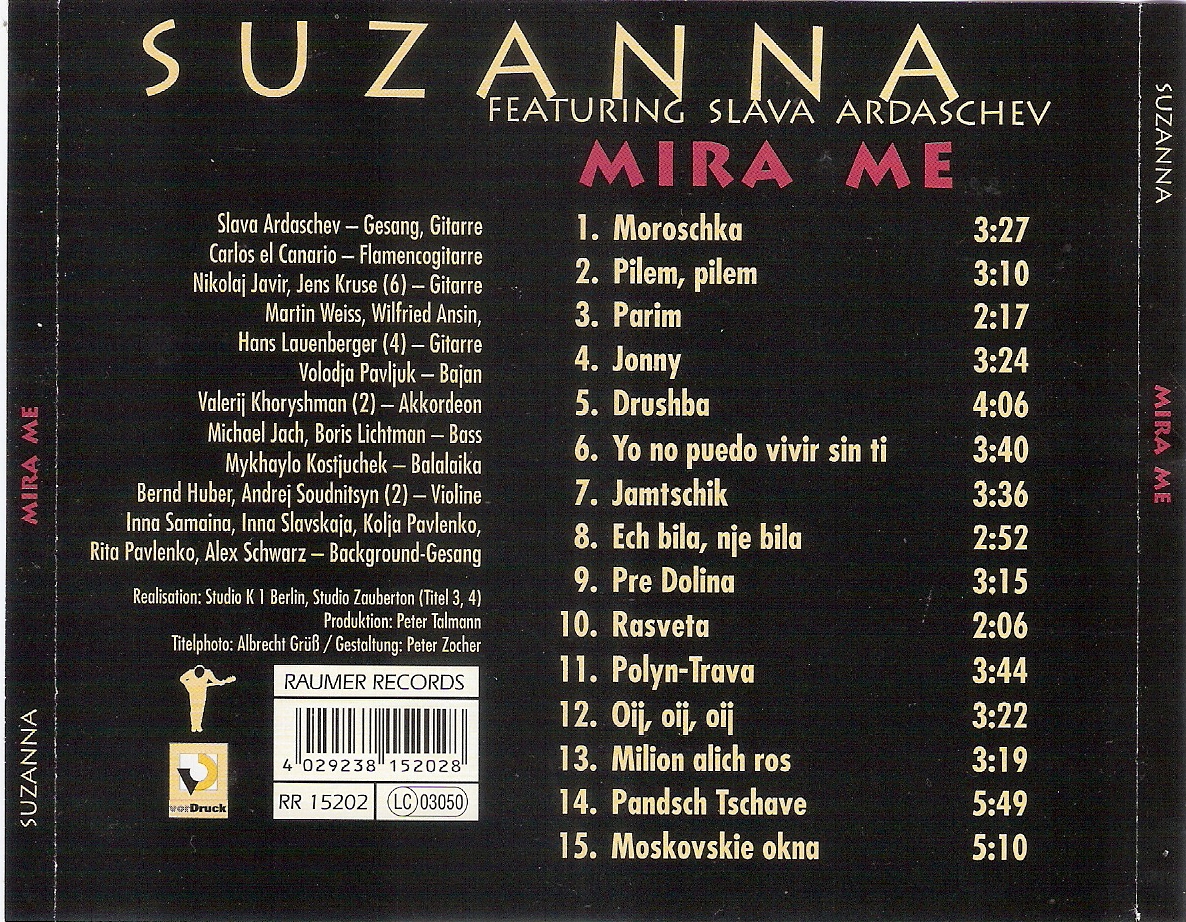 SUZANNA
FEATURING SLAVA ARDASCHEV
MIRA ME
Slava Ardaschev – Gesang, Gitarre
Carlos el Canario – Flamencogitarre
Nikolaj Javir, Jens Kruse (6) – Gitarre
Martin Weiss, Wilfried Ansin,
Hans Lauenberger (4) – Gitarre
Volodja Pavljuk – Bajan
Valerij Khoryshman (2) – Akkordeon
Michael Jach, Boris Lichtman – Bass
Mykhaylo Kostjuchek – Balalaika
Bernd Huber, Andrej Soudnitsyn (2) – Violine
Inna Samaina, Inna Slavskaja, Kolja Pavlenko,
Rita Pavlenko, Alex Schwarz – Background-Gesang
Realisation: Studio K 1 Berlin, Studio Zauberton (Titel 3, 4)
Produktion: Peter Talmann
Titelphoto: Albrecht Grüß / Gestaltung: Peter Zocher
RAUMER RECORDS
4 029238 152028
RR 15202 LC 03050
vorDruck
1. Moroschka 3:27
2. Pilem, pilem 3:10
3. Parim 2:17
4. Jonny 3:24
5. Drushba 4:06
6. Yo no puedo vivir sin ti 3:40
7. Jamtschik 3:36
8. Ech bila, nje bila 2:52
9. Pre Dolina 3:15
10. Rasveta 2:06
11. Polyn-Trava 3:44
12. Oij, oij, oij 3:22
13. Milion alich ros 3:19
14. Pandsch Tschave 5:49
15. Moskovskie okna 5:10
SUZANNA MIRA ME
SUZANNA MIRA ME